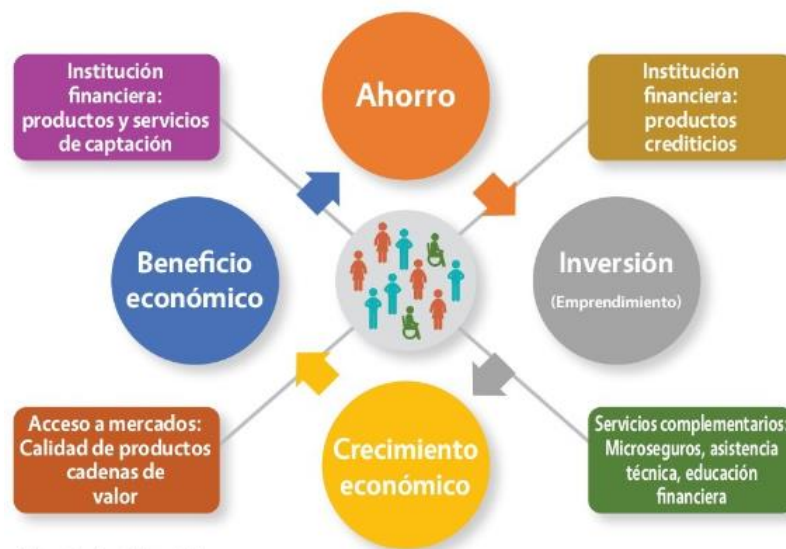 Institución
financiera:
productos y servicios
de captación
Ahorro
Institución
financiera:
productos
crediticios
Beneficio
económico
Inversión
(Emprendimiento)
Acceso a mercados:
Calidad de productos
cadenas de
valor
Crecimiento
económico
Servicios complementarios:
Microseguros, asistencia
técnica, educación
financiera